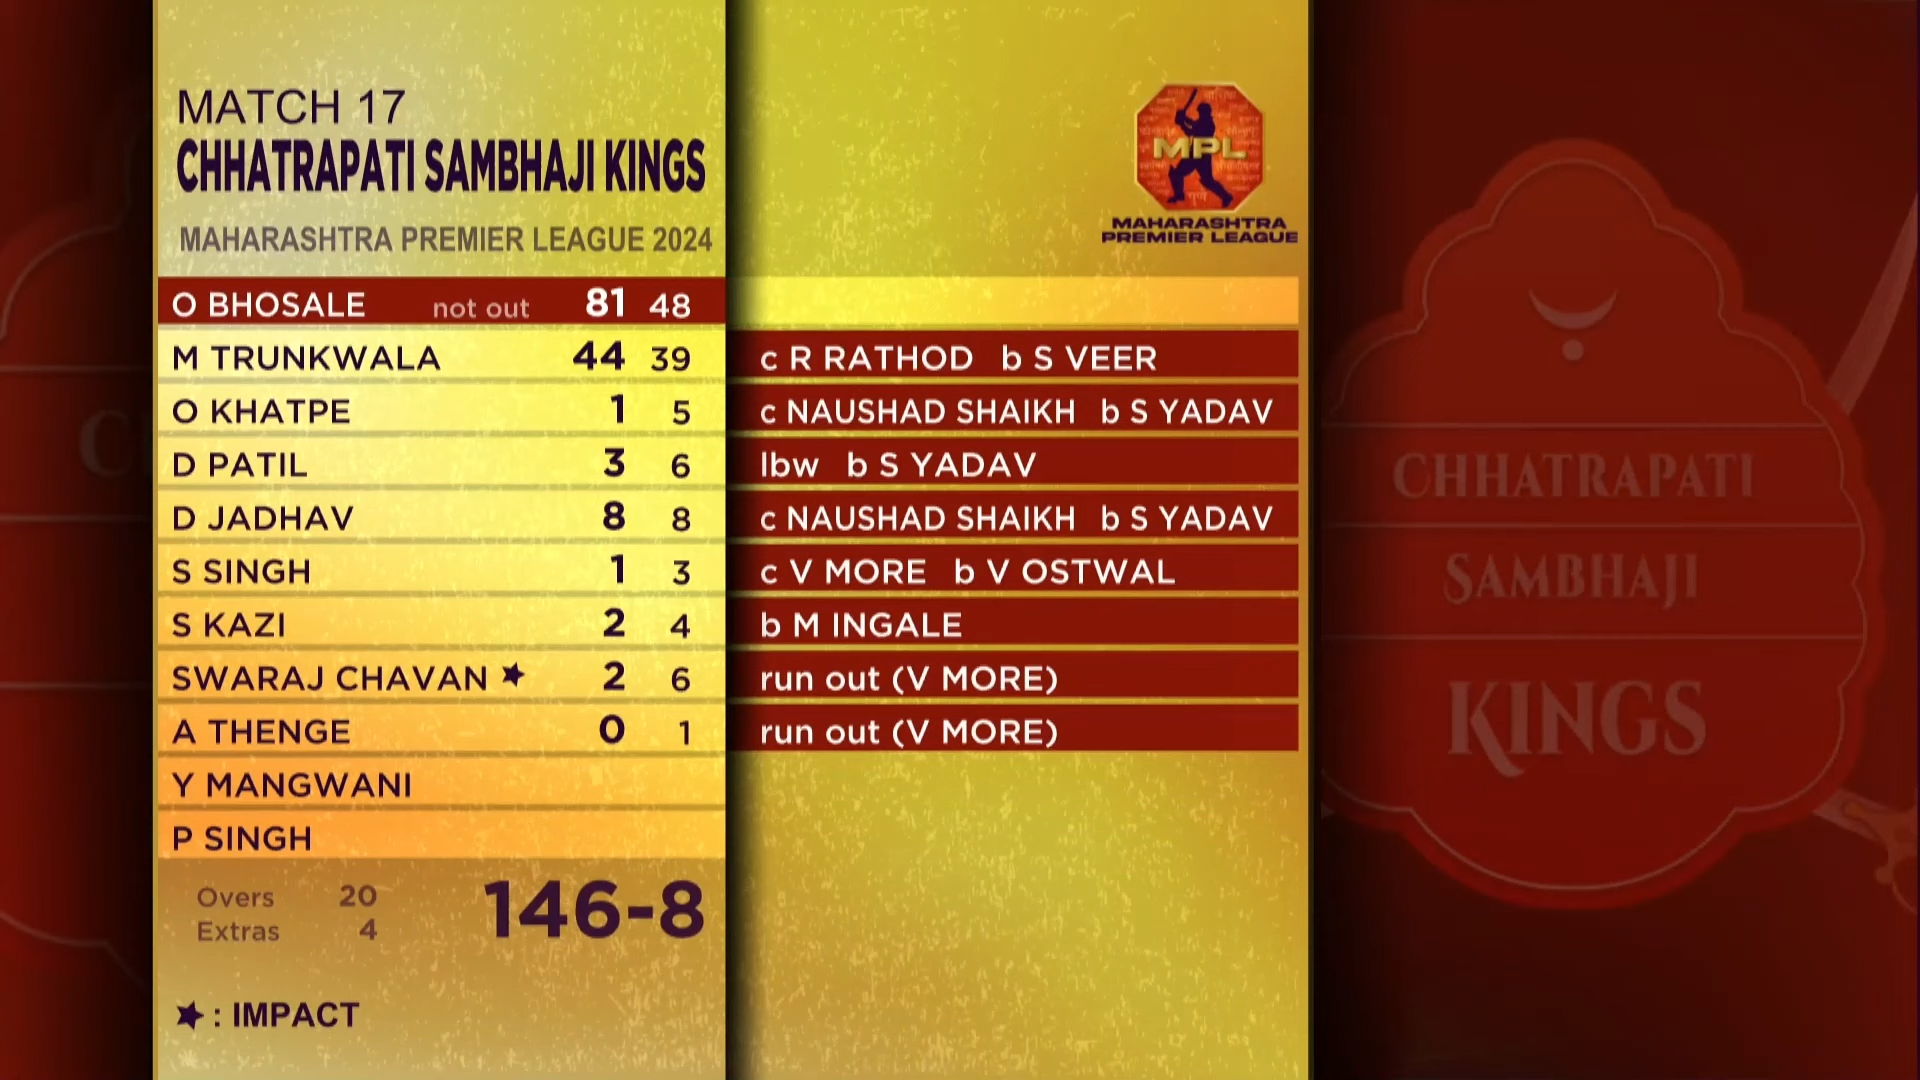 MATCH 17
CHHATRAPATI SAMBHAJI KINGS
MAHARASHTRA PREMIER LEAGUE 2024
MPL
MAHARASHTRA
PREMIER LEAGUE
O BHOSALE not out 81 48
M TRUNKWALA 44 39 c R RATHOD b S VEER
O KHATPE 1 5 c NAUSHAD SHAIKH b S YADAV
D PATIL 3 6 lbw b S YADAV
D JADHAV 8 8 c NAUSHAD SHAIKH b S YADAV
S SINGH 1 3 c V MORE b V OSTWAL
S KAZI 2 4 b M INGALE
SWARAJ CHAVAN ★ 2 6 run out (V MORE)
A THENGE 0 1 run out (V MORE)
Y MANGWANI
P SINGH
Overs 20
Extras 4
146-8
★ : IMPACT
CHHATRAPATI
SAMBHAJI
KINGS